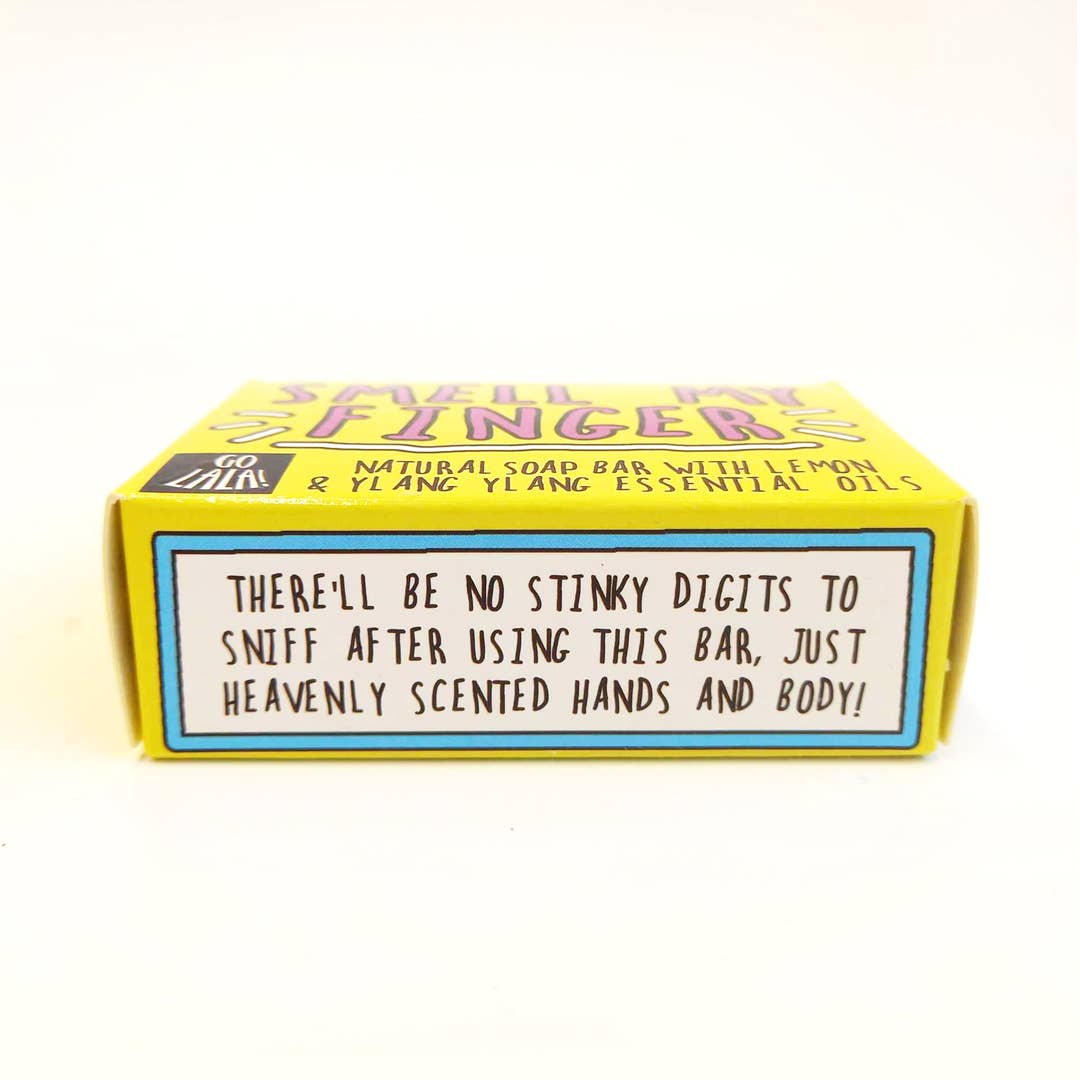 SMELL MY
FINGER
GO
LALA!
NATURAL SOAP BAR WITH LEMON
& YLANG YLANG ESSENTIAL OILS
THERE'LL BE NO STINKY DIGITS TO
SNIFF AFTER USING THIS BAR, JUST
HEAVENLY SCENTED HANDS AND BODY!